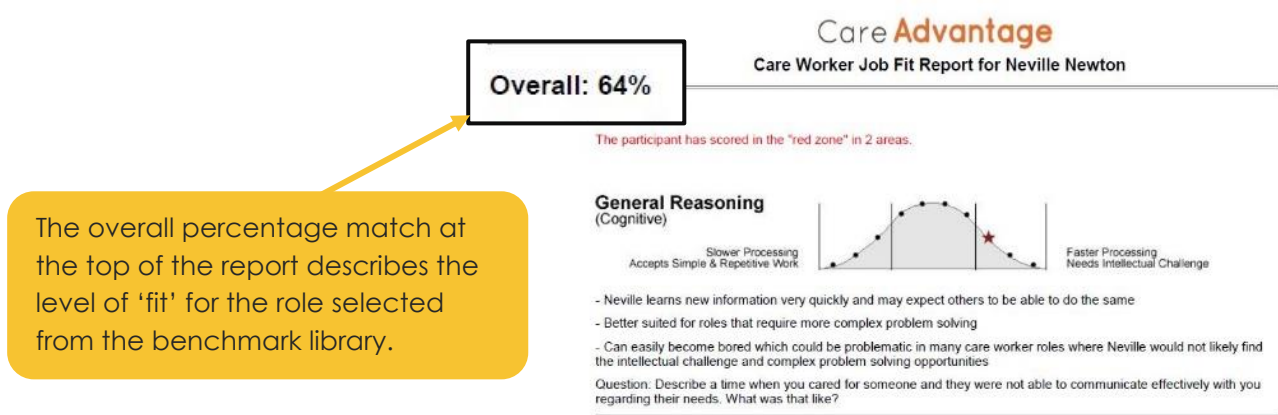 Care Advantage
Care Worker Job Fit Report for Neville Newton
Overall: 64%
The participant has scored in the "red zone" in 2 areas.
The overall percentage match at
the top of the report describes the
level of ‘fit’ for the role selected
from the benchmark library.
General Reasoning
(Cognitive)
Slower Processing
Accepts Simple & Repetitive Work
Faster Processing
Needs Intellectual Challenge
- Neville learns new information very quickly and may expect others to be able to do the same
- Better suited for roles that require more complex problem solving
- Can easily become bored which could be problematic in many care worker roles where Neville would not likely find
the intellectual challenge and complex problem solving opportunities
Question: Describe a time when you cared for someone and they were not able to communicate effectively with you
regarding their needs. What was that like?